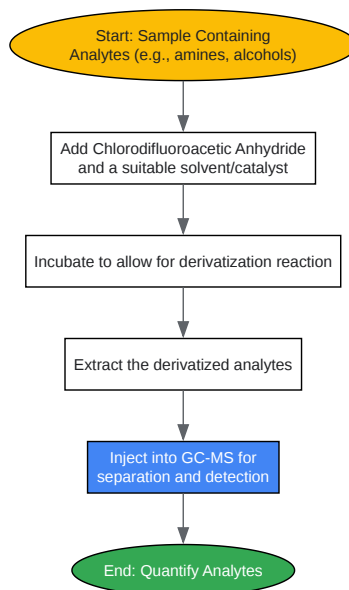 Start: Sample Containing
Analytes (e.g., amines, alcohols)
Add Chlorodifluoroacetic Anhydride
and a suitable solvent/catalyst
Incubate to allow for derivatization reaction
Extract the derivatized analytes
Inject into GC-MS for
separation and detection
End: Quantify Analytes